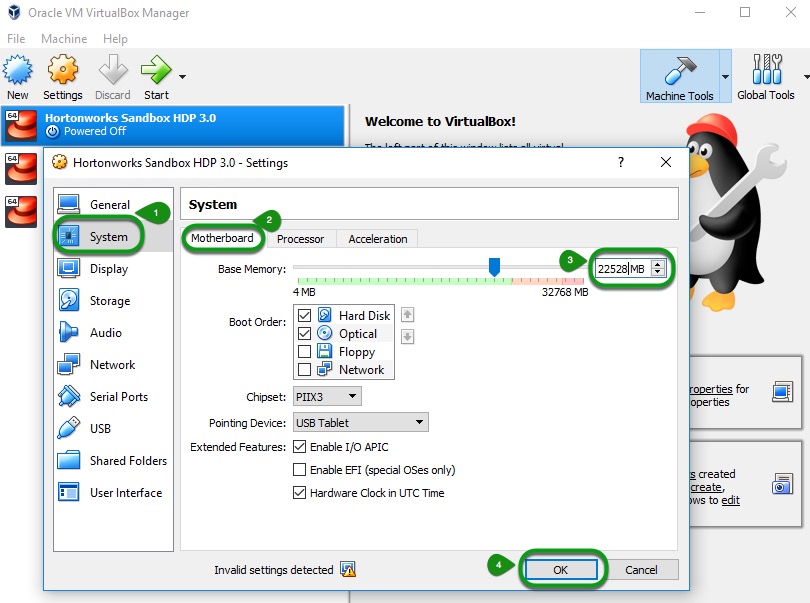 Oracle VM VirtualBox Manager
File Machine Help
New Settings Discard Start Machine Tools Global Tools
64 Hortonworks Sandbox HDP 3.0
Powered Off
64
64
Welcome to VirtualBox!
The left part of this window lists all virtual
Hortonworks Sandbox HDP 3.0 - Settings ?
General 1
System
Display
Storage
Audio
Network
Serial Ports
USB
Shared Folders
User Interface
System
2
Motherboard Processor Acceleration
Base Memory: 3 22528 MB
4 MB 32768 MB
Boot Order: Hard Disk
Optical
Floppy
Network
Chipset: PIIX3
Pointing Device: USB Tablet
Extended Features: Enable I/O APIC
Enable EFI (special OSes only)
Hardware Clock in UTC Time
Invalid settings detected 4 OK Cancel
roperties for
operties
s created
create,
ows to edit